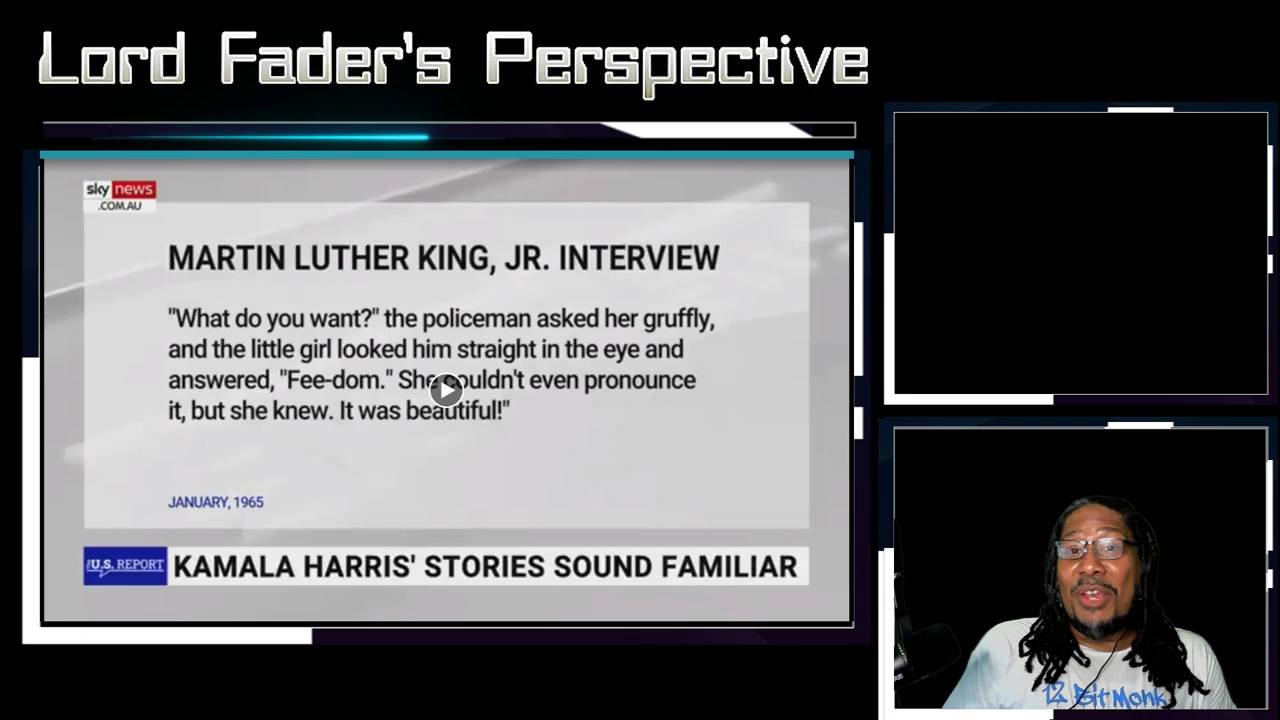 Lord Fader's Perspective
sky news
.COM.AU
MARTIN LUTHER KING, JR. INTERVIEW
"What do you want?" the policeman asked her gruffly,
and the little girl looked him straight in the eye and
answered, "Fee-dom." She couldn't even pronounce
it, but she knew. It was beautiful!"
JANUARY, 1965
THE U.S. REPORT
KAMALA HARRIS' STORIES SOUND FAMILIAR
12 Bit Monk